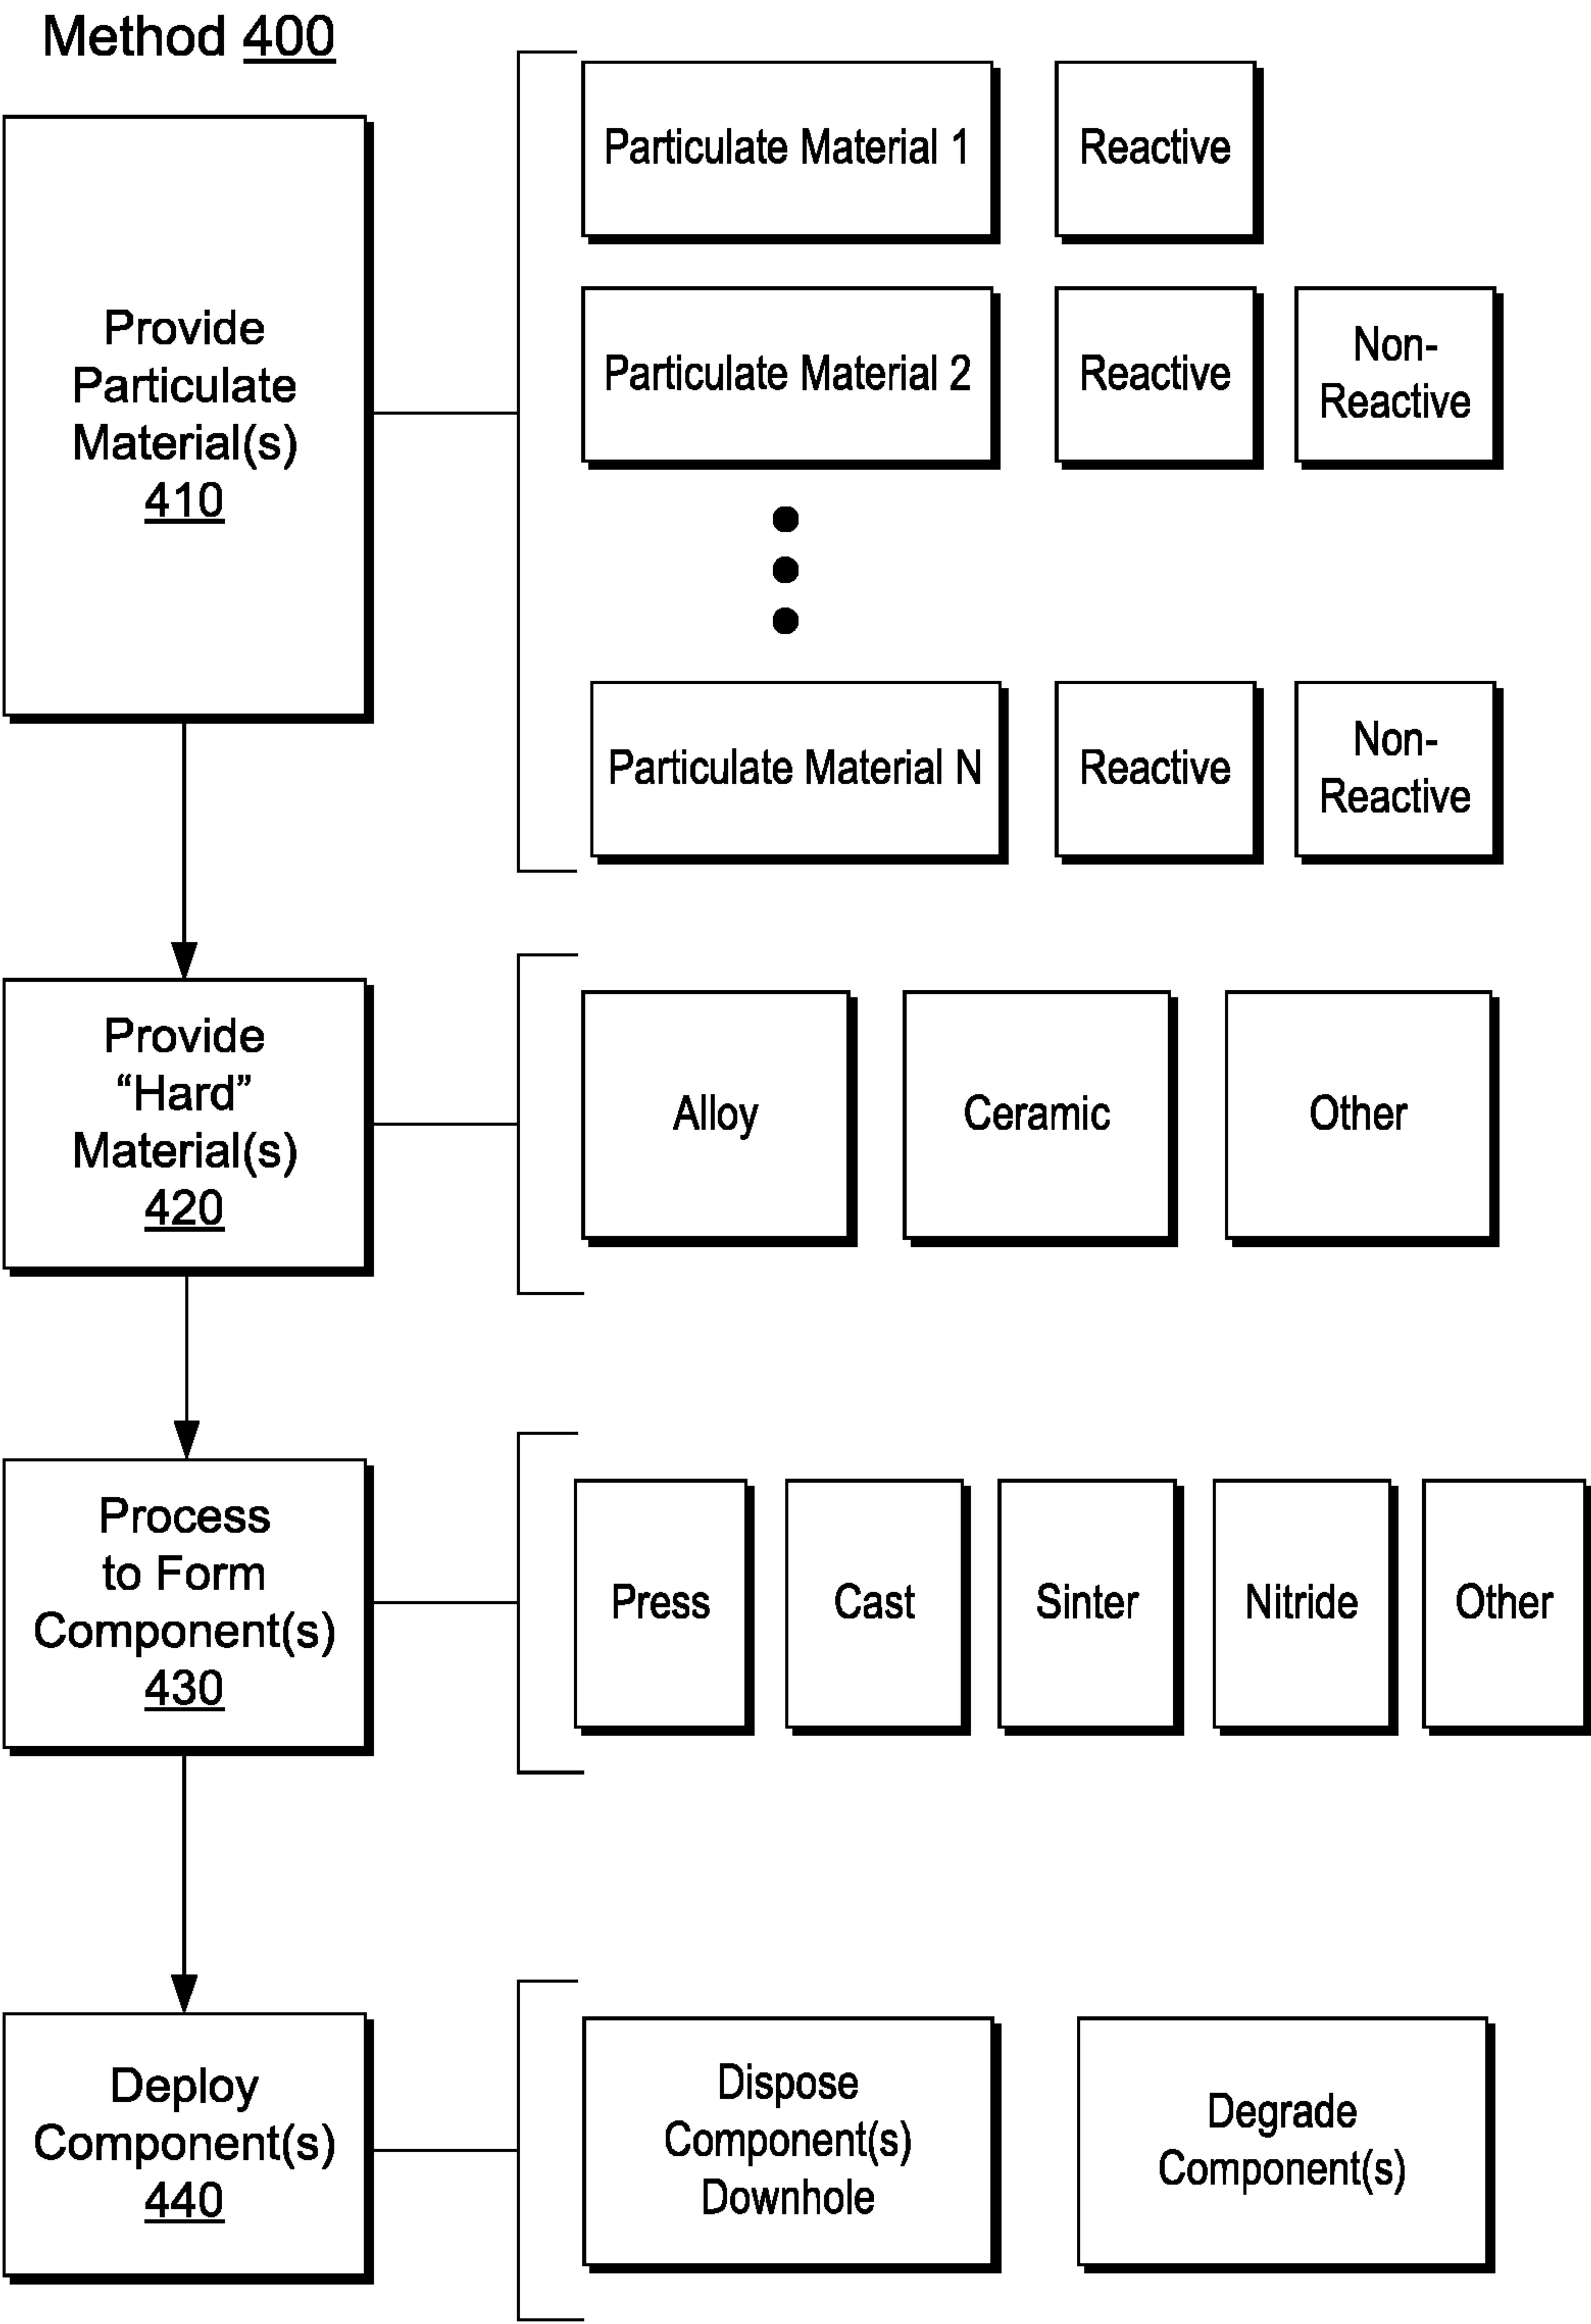 Method 400
Provide
Particulate
Material(s)
410
Particulate Material 1
Reactive
Particulate Material 2
Reactive
Non-
Reactive
Particulate Material N
Reactive
Non-
Reactive
Provide
“Hard”
Material(s)
420
Alloy
Ceramic
Other
Process
to Form
Component(s)
430
Press
Cast
Sinter
Nitride
Other
Deploy
Component(s)
440
Dispose
Component(s)
Downhole
Degrade
Component(s)